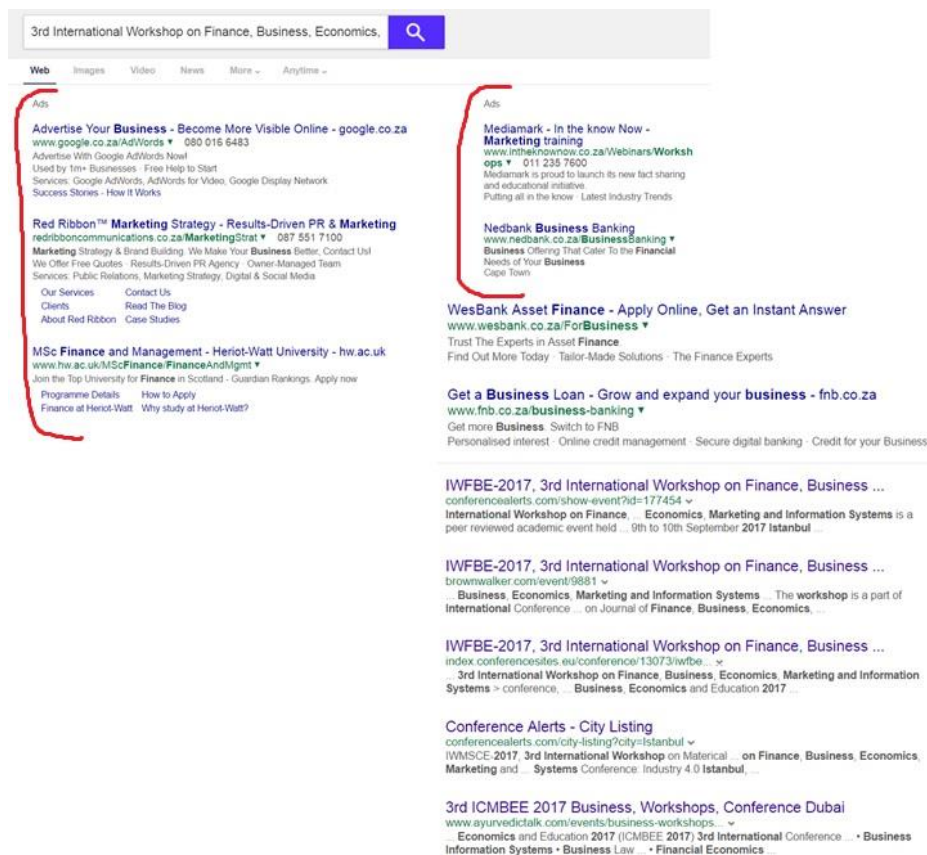 3rd International Workshop on Finance, Business, Economics,
Web Images Video News More Anytime
Ads
Advertise Your Business - Become More Visible Online - google.co.za
www.google.co.za/AdWords 080 016 6483
Advertise With Google AdWords Now!
Used by 1m+ Businesses · Free Help to Start
Services: Google AdWords, AdWords for Video, Google Display Network
Success Stories - How It Works
Red Ribbon™ Marketing Strategy - Results-Driven PR & Marketing
redribboncommunications.co.za/MarketingStrat 087 551 7100
Marketing Strategy & Brand Building. We Make Your Business Better, Contact Us!
We Offer Free Quotes · Results-Driven PR Agency · Owner-Managed Team
Services: Public Relations, Marketing Strategy, Digital & Social Media
Our Services Contact Us
Clients Read The Blog
About Red Ribbon Case Studies
MSc Finance and Management - Heriot-Watt University - hw.ac.uk
www.hw.ac.uk/MScFinance/FinanceAndMgmt
Join the Top University for Finance in Scotland - Guardian Rankings. Apply now
Programme Details How to Apply
Finance at Heriot-Watt Why study at Heriot-Watt?
Ads
Mediamark - In the know Now -
Marketing training
www.intheknownow.co.za/Webinars/Worksh
ops 011 235 7600
Mediamark is proud to launch its new fact sharing
and educational initiative.
Putting all in the know · Latest Industry Trends
Nedbank Business Banking
www.nedbank.co.za/BusinessBanking
Business Offering That Cater To the Financial
Needs of Your Business
Cape Town
WesBank Asset Finance - Apply Online, Get an Instant Answer
www.wesbank.co.za/ForBusiness
Trust The Experts in Asset Finance
Find Out More Today · Tailor-Made Solutions · The Finance Experts
Get a Business Loan - Grow and expand your business - fnb.co.za
www.fnb.co.za/business-banking
Get more Business. Switch to FNB
Personalised interest · Online credit management · Secure digital banking · Credit for your Business
IWFBE-2017, 3rd International Workshop on Finance, Business ...
conferencealerts.com/show-event?id=177454
International Workshop on Finance, ... Economics, Marketing and Information Systems is a
peer reviewed academic event held ... 9th to 10th September 2017 Istanbul ...
IWFBE-2017, 3rd International Workshop on Finance, Business ...
brownwalker.com/event/9881
... Business, Economics, Marketing and Information Systems ... The workshop is a part of
International Conference ... on Journal of Finance, Business, Economics, ...
IWFBE-2017, 3rd International Workshop on Finance, Business ...
index.conferencesites.eu/conference/13073/iwfbe...
... 3rd International Workshop on Finance, Business, Economics, Marketing and Information
Systems > conference, ... Business, Economics and Education 2017 ...
Conference Alerts - City Listing
conferencealerts.com/city-listing?city=Istanbul
IWMSCE-2017, 3rd International Workshop on Materical ... on Finance, Business, Economics,
Marketing and ... Systems Conference: Industry 4.0 Istanbul, ...
3rd ICMBEE 2017 Business, Workshops, Conference Dubai
www.ayurvedictalk.com/events/business-workshops...
... Economics and Education 2017 (ICMBEE 2017) 3rd International Conference ... • Business
Information Systems • Business Law ... • Financial Economics ...